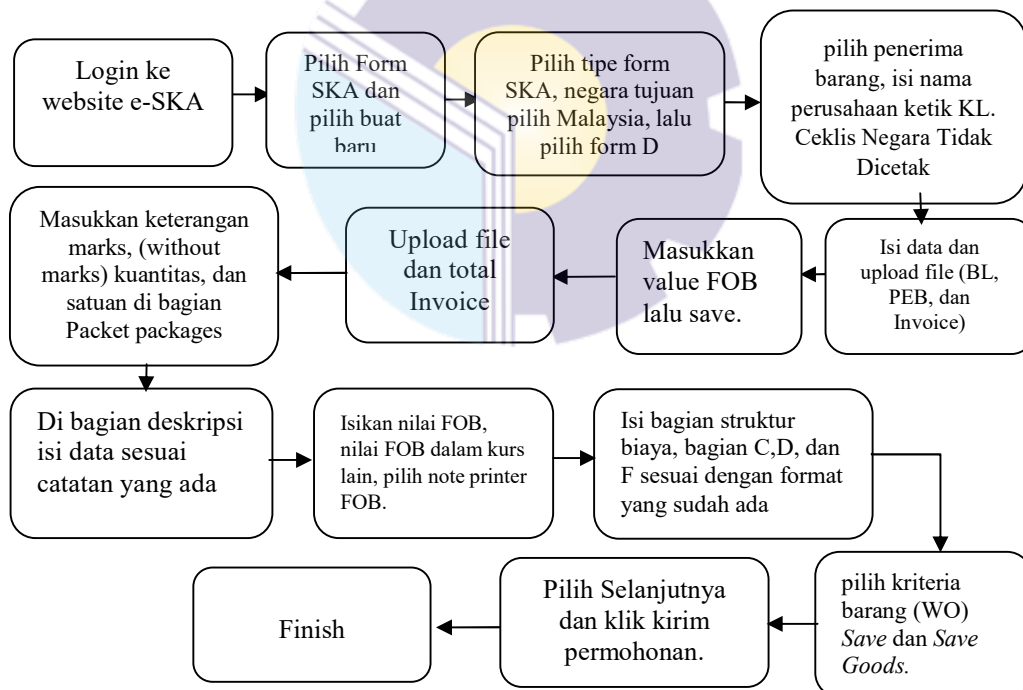 Login ke
website e-SKA
Pilih Form
SKA dan
pilih buat
baru
Pilih tipe form
SKA, negara tujuan
pilih Malaysia, lalu
pilih form D
pilih penerima
barang, isi nama
perusahaan ketik KL.
Ceklis Negara Tidak
Dicetak
Isi data dan
upload file (BL,
PEB, dan
Invoice)
Masukkan
value FOB
lalu save.
Upload file
dan total
Invoice
Masukkan keterangan
marks, (without
marks) kuantitas, dan
satuan di bagian
Packet packages
Di bagian deskripsi
isi data sesuai
catatan yang ada
Isikan nilai FOB,
nilai FOB dalam kurs
lain, pilih note printer
FOB.
Isi bagian struktur
biaya, bagian C,D, dan
F sesuai dengan format
yang sudah ada
pilih kriteria
barang (WO)
Save dan Save
Goods.
Pilih Selanjutnya
dan klik kirim
permohonan.
Finish